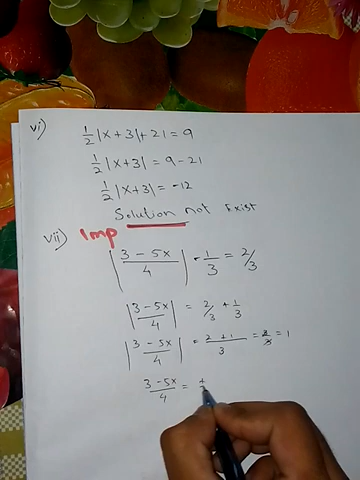 vi) 1/2 |x + 3| + 21 = 9
1/2 |x + 3| = 9 - 21
1/2 |x + 3| = -12
Solution not Exist
vii) Imp
|(3 - 5x)/4| - 1/3 = 2/3
|(3 - 5x)/4| = 2/3 + 1/3
|(3 - 5x)/4| = (2 + 1)/3 = 3/3 = 1
(3 - 5x)/4 =